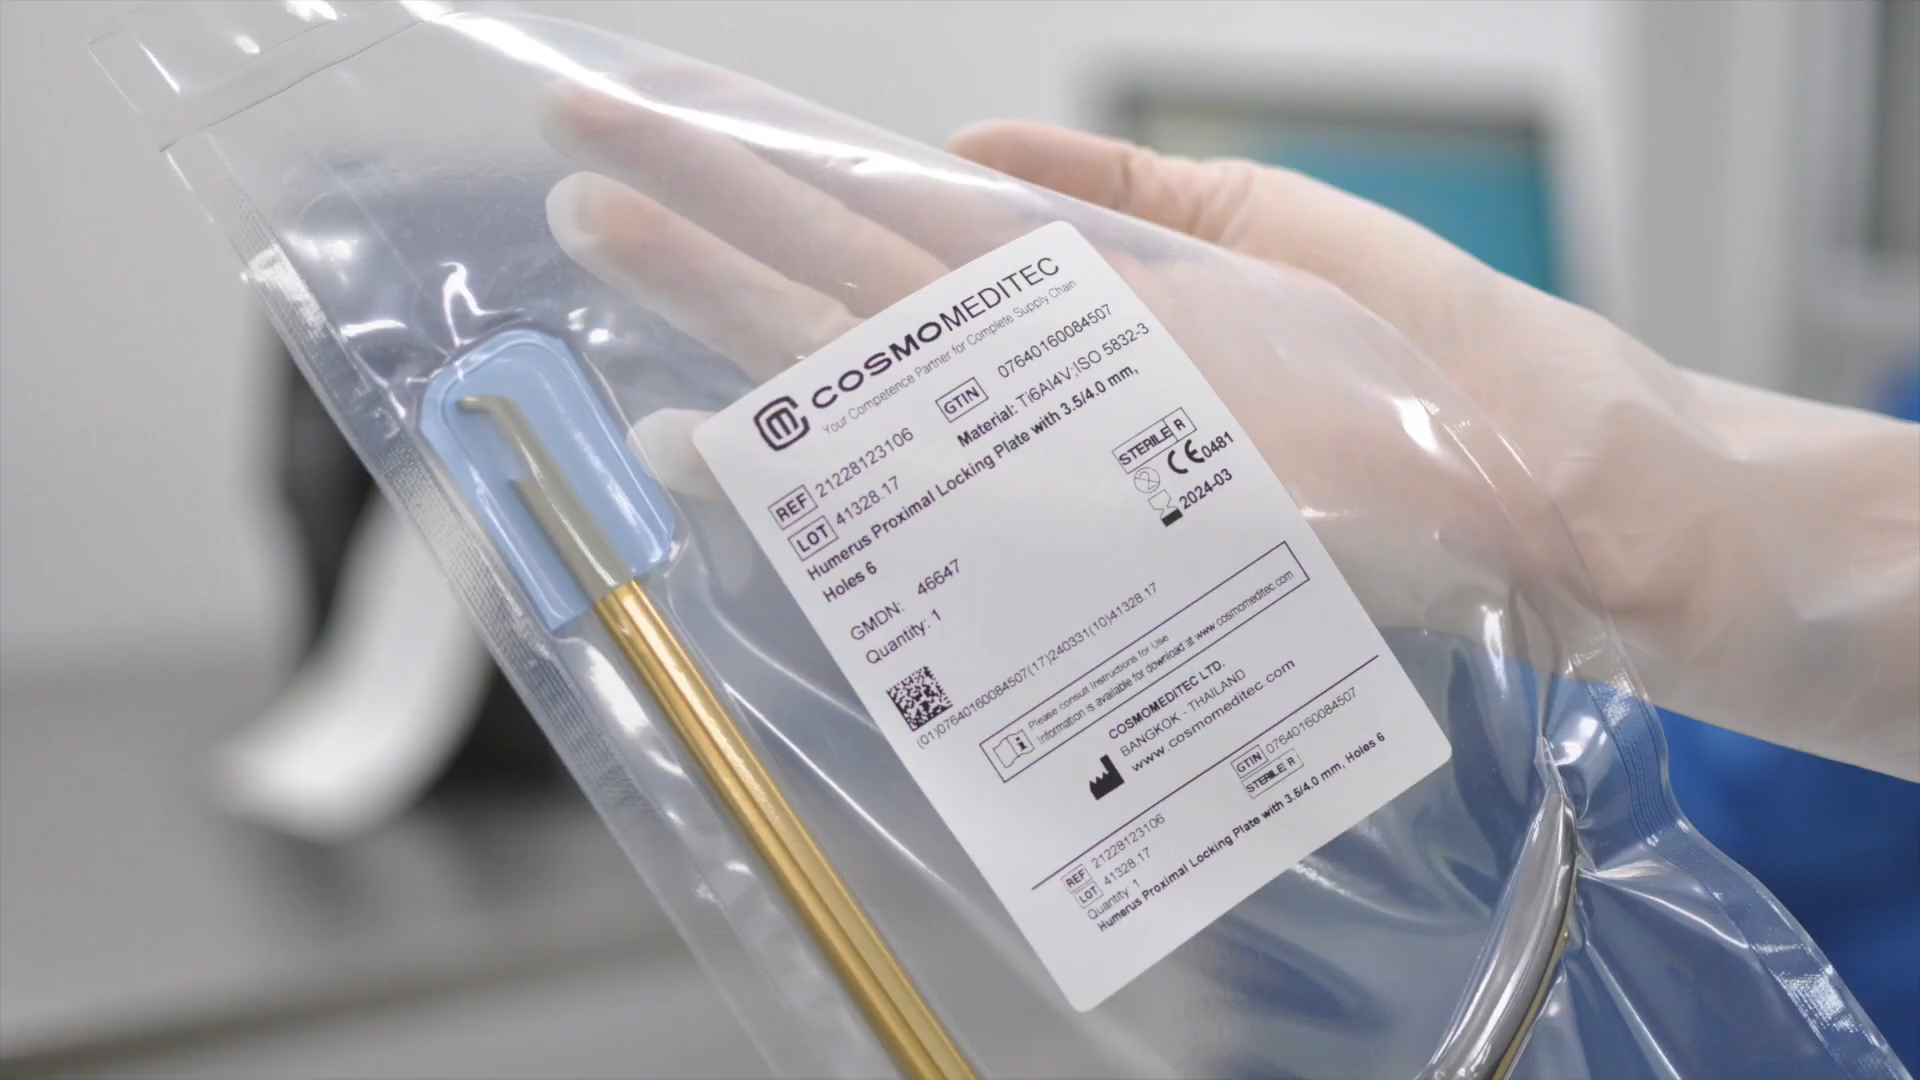 COSMOMEDITEC
Your Competence Partner for Complete Supply Chain
REF 21228123106
GTIN 07640160084507
LOT 41328.17
Material: Ti6Al4V;ISO 5832-3
Humerus Proximal Locking Plate with 3.5/4.0 mm,
Holes 6
STERILE R
CE0481
2024-03
GMDN: 46647
Quantity: 1
(01)07640160084507(17)240331(10)41328.17
Please consult Instructions for Use
Information is available for download at www.cosmomeditec.com
COSMOMEDITEC LTD.
BANGKOK - THAILAND
www.cosmomeditec.com
REF 21228123106
GTIN 07640160084507
LOT 41328.17
STERILE R
Quantity: 1
Humerus Proximal Locking Plate with 3.5/4.0 mm, Holes 6